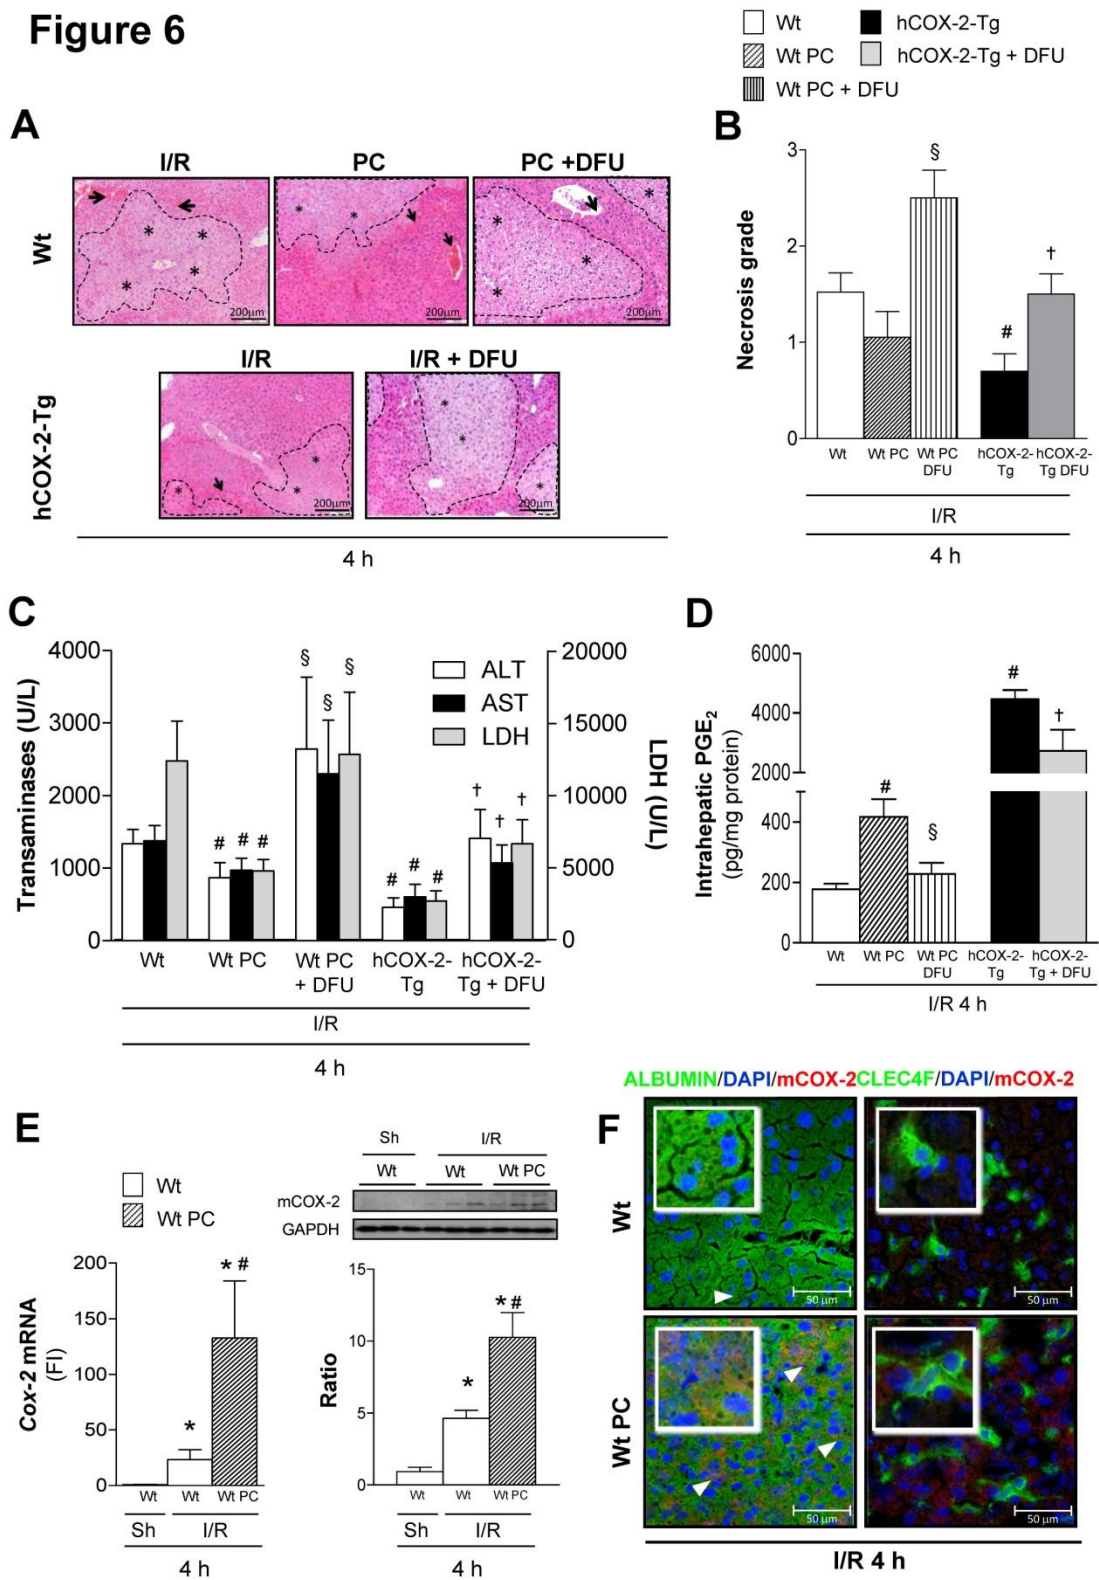 Figure 6
Wt
hCOX-2-Tg
Wt PC
hCOX-2-Tg + DFU
Wt PC + DFU
A
I/R
PC
PC +DFU
Wt
* * * *
200µm
* *
200µm
* * * *
200µm
I/R
I/R + DFU
hCOX-2-Tg
* * *
200µm
* * *
200µm
4 h
B
Necrosis grade
3
2
1
0
§
#
†
Wt
Wt PC
Wt PC DFU
hCOX-2-Tg
hCOX-2-Tg DFU
I/R
4 h
C
Transaminases (U/L)
4000
3000
2000
1000
0
ALT
AST
LDH
20000
15000
10000
5000
0
LDH (U/L)
# # #
§ § §
# # #
† † †
Wt
Wt PC
Wt PC
+ DFU
hCOX-2-
Tg
hCOX-2-
Tg + DFU
I/R
4 h
D
Intrahepatic PGE₂
(pg/mg protein)
6000
4000
2000
400
200
0
#
§
#
†
Wt
Wt PC
Wt PC
DFU
hCOX-2-
Tg
hCOX-2-
Tg + DFU
I/R 4 h
E
Wt
Wt PC
Sh
I/R
Wt
Wt
Wt PC
mCOX-2
GAPDH
Cox-2 mRNA
(FI)
200
150
100
50
0
*
* #
Wt
Wt
Wt PC
Sh
I/R
4 h
Ratio
15
10
5
0
*
* #
Wt
Wt
Wt PC
Sh
I/R
4 h
F
ALBUMIN/DAPI/mCOX-2
CLEC4F/DAPI/mCOX-2
Wt
50 µm
50 µm
Wt PC
50 µm
50 µm
I/R 4 h